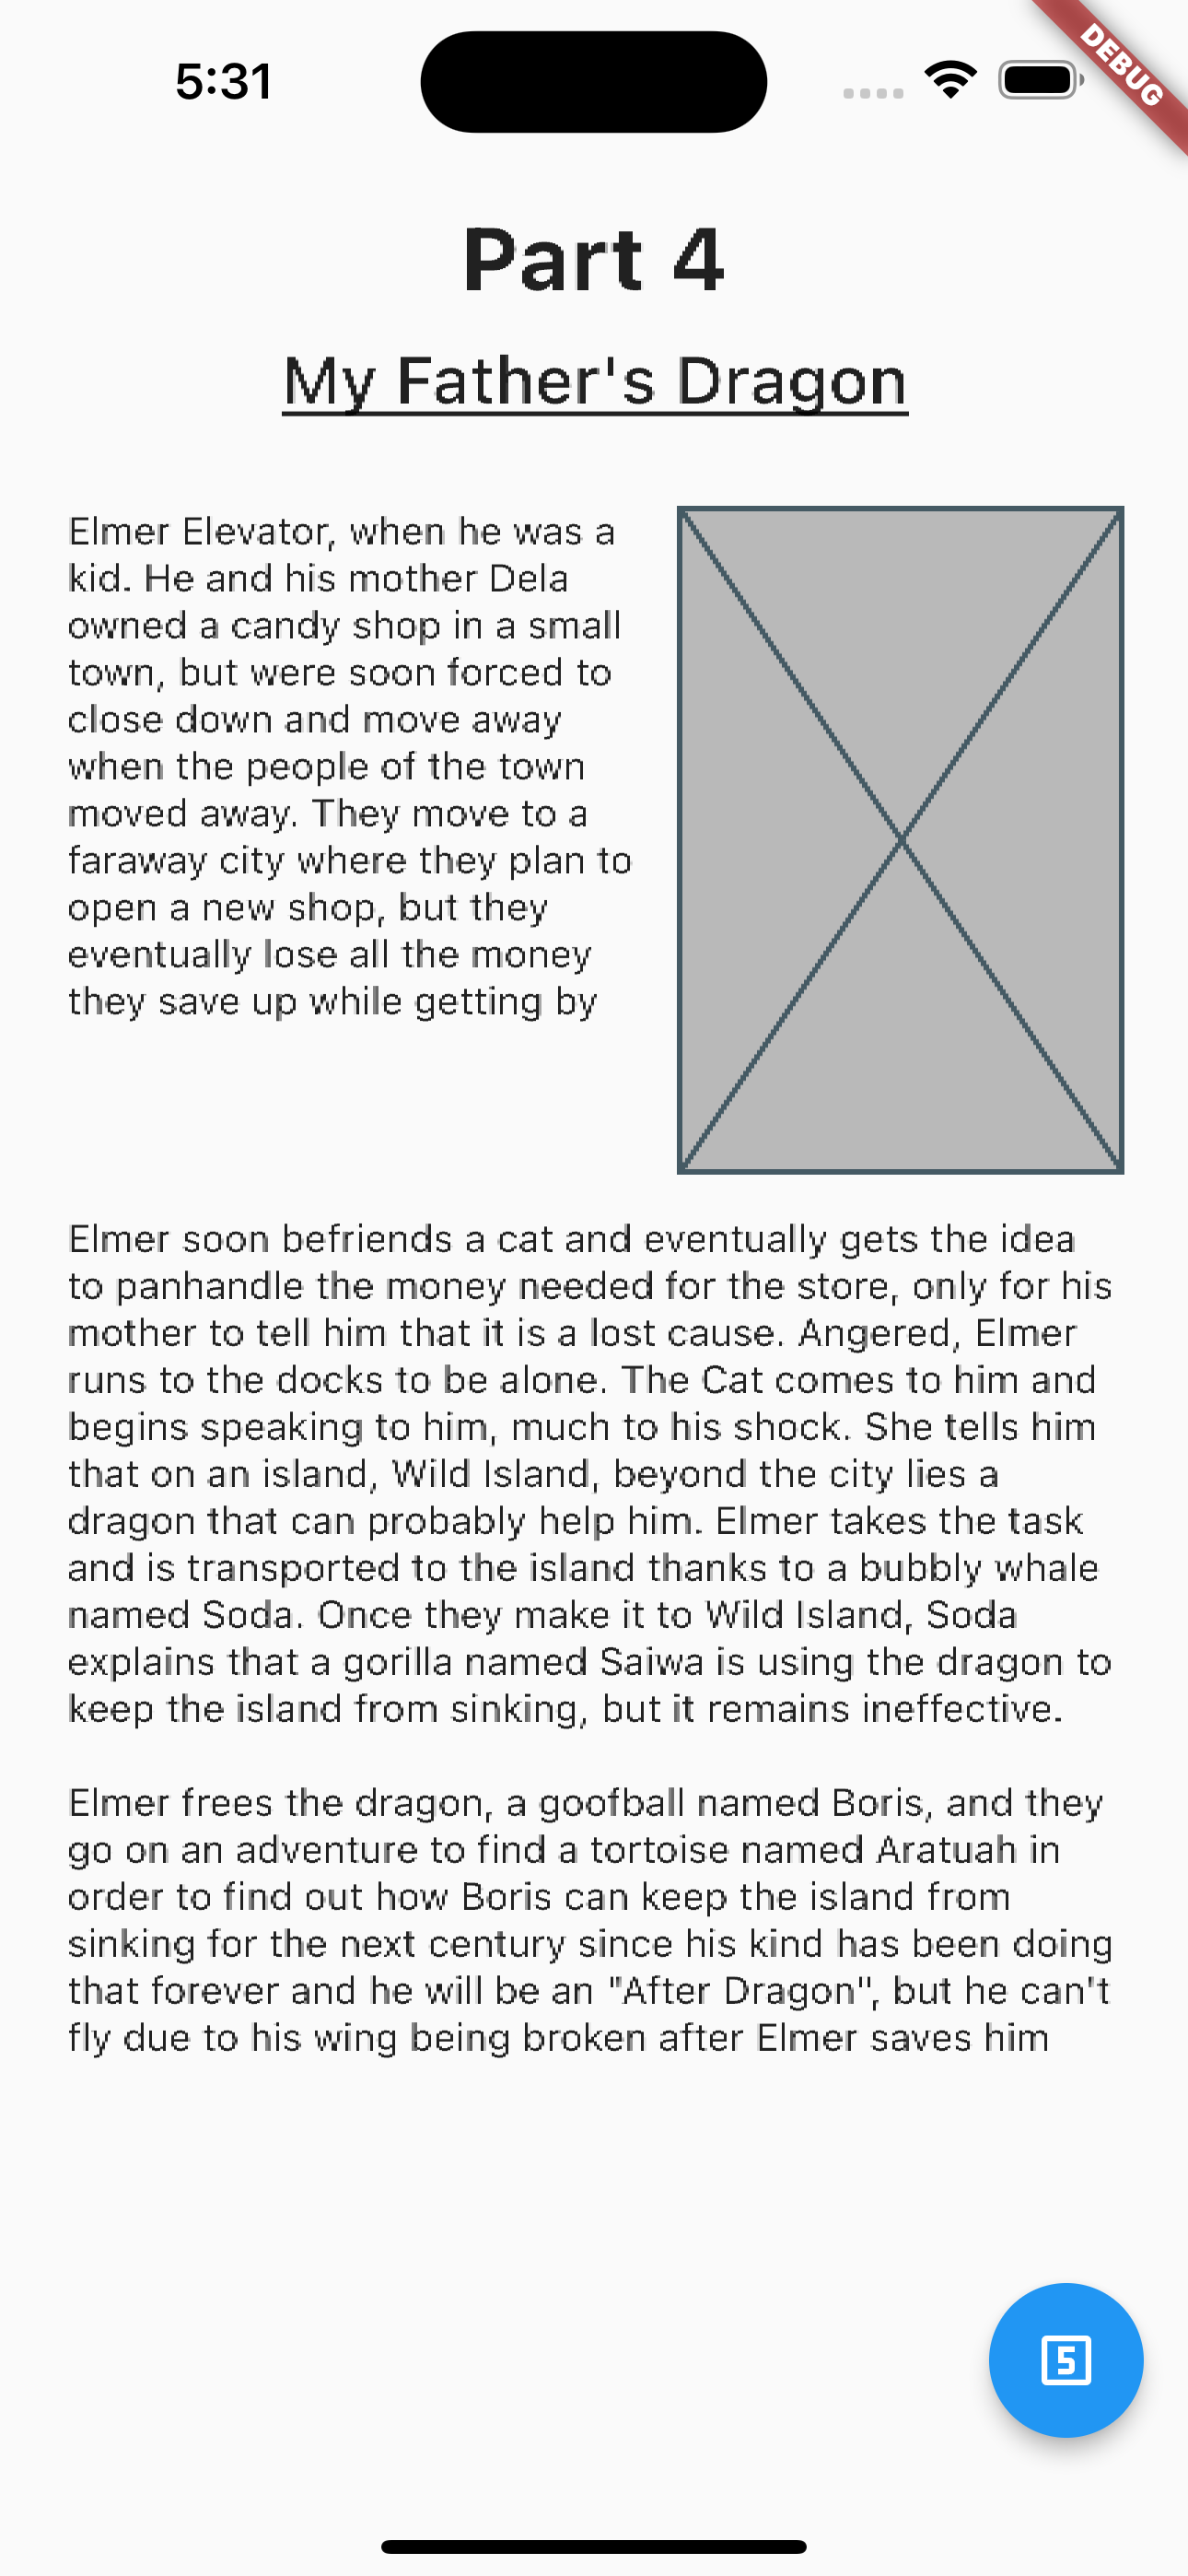 5:31
DEBUG
Part 4
My Father's Dragon
Elmer Elevator, when he was a
kid. He and his mother Dela
owned a candy shop in a small
town, but were soon forced to
close down and move away
when the people of the town
moved away. They move to a
faraway city where they plan to
open a new shop, but they
eventually lose all the money
they save up while getting by
Elmer soon befriends a cat and eventually gets the idea
to panhandle the money needed for the store, only for his
mother to tell him that it is a lost cause. Angered, Elmer
runs to the docks to be alone. The Cat comes to him and
begins speaking to him, much to his shock. She tells him
that on an island, Wild Island, beyond the city lies a
dragon that can probably help him. Elmer takes the task
and is transported to the island thanks to a bubbly whale
named Soda. Once they make it to Wild Island, Soda
explains that a gorilla named Saiwa is using the dragon to
keep the island from sinking, but it remains ineffective.
Elmer frees the dragon, a goofball named Boris, and they
go on an adventure to find a tortoise named Aratuah in
order to find out how Boris can keep the island from
sinking for the next century since his kind has been doing
that forever and he will be an "After Dragon", but he can't
fly due to his wing being broken after Elmer saves him
5